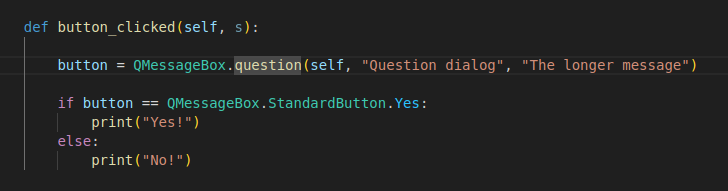 def button_clicked(self, s):
button = QMessageBox.question(self, "Question dialog", "The longer message")
if button == QMessageBox.StandardButton.Yes:
print("Yes!")
else:
print("No!")